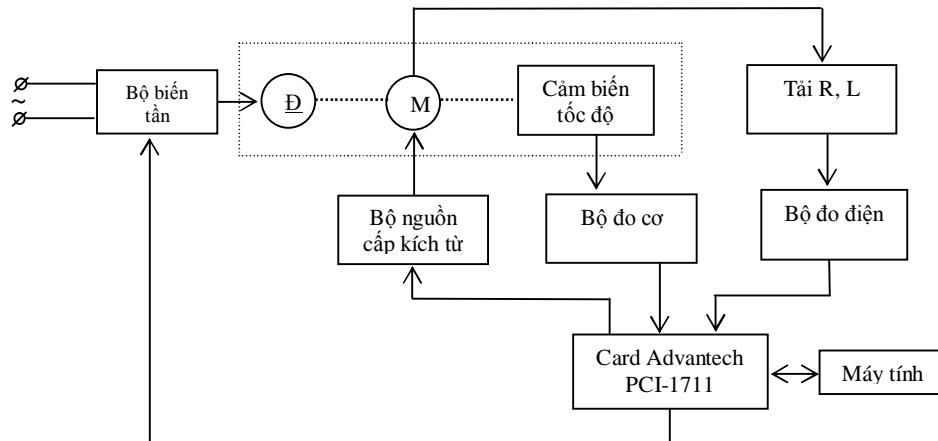 ~
Bộ biến
tần
Đ
M
Cảm biến
tốc độ
Tải R, L
Bộ nguồn
cấp kích từ
Bộ đo cơ
Bộ đo điện
Card Advantech
PCI-1711
Máy tính